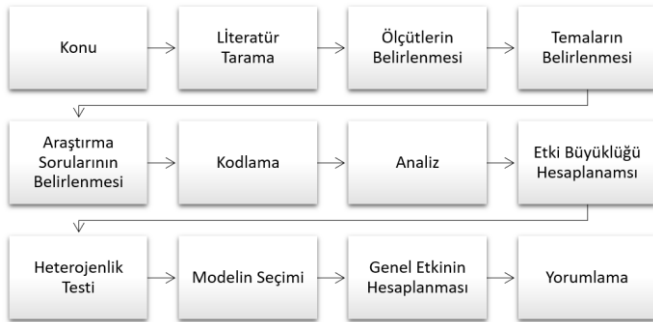 Konu
Literatür
Tarama
Ölçütlerin
Belirlenmesi
Temaların
Belirlenmesi
Araştırma
Sorularının
Belirlenmesi
Kodlama
Analiz
Etki Büyüklüğü
Hesaplanamsı
Heterojenlik
Testi
Modelin Seçimi
Genel Etkinin
Hesaplanması
Yorumlama